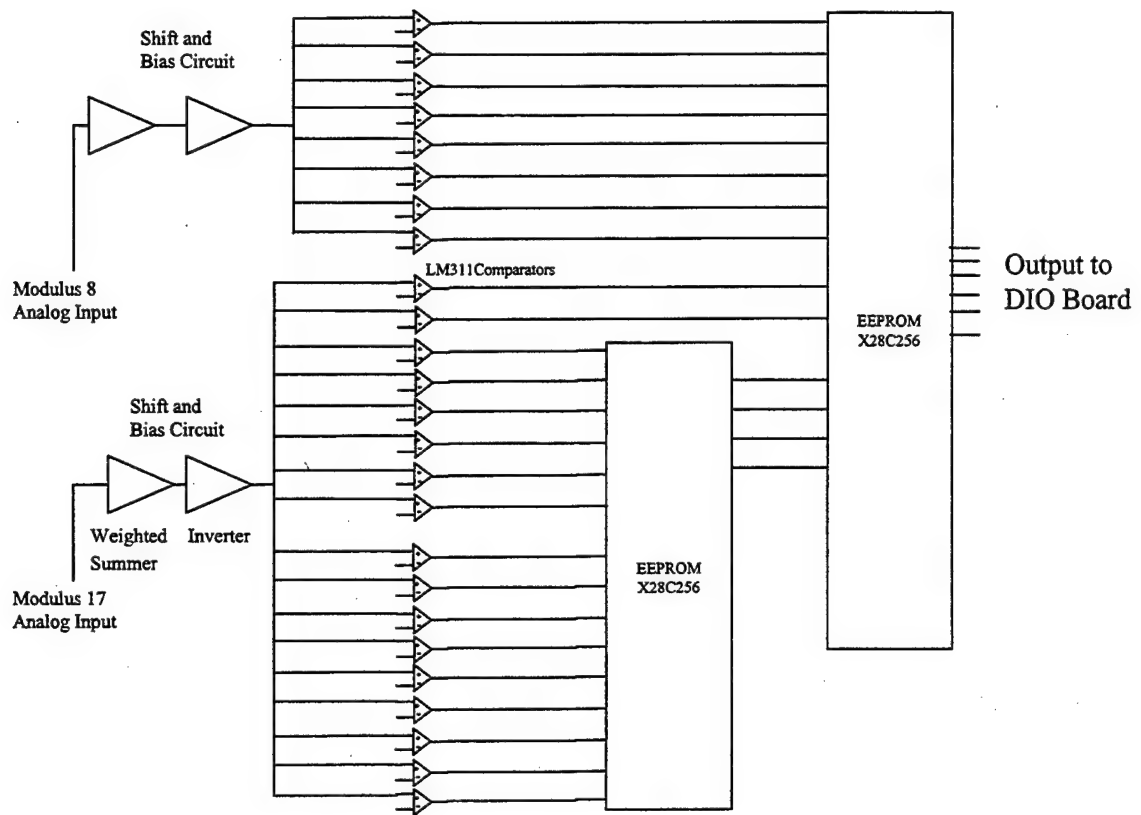 Shift and
Bias Circuit
Modulus 8
Analog Input
LM311Comparators
EEPROM
X28C256
Output to
DIO Board
Shift and
Bias Circuit
Weighted
Summer
Inverter
Modulus 17
Analog Input
EEPROM
X28C256